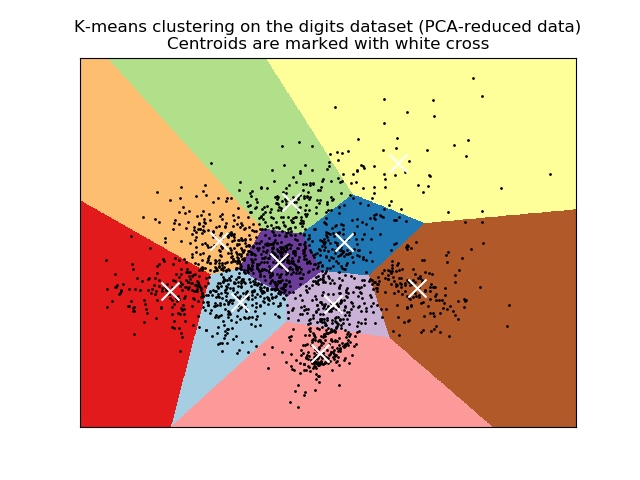 K-means clustering on the digits dataset (PCA-reduced data)
Centroids are marked with white cross